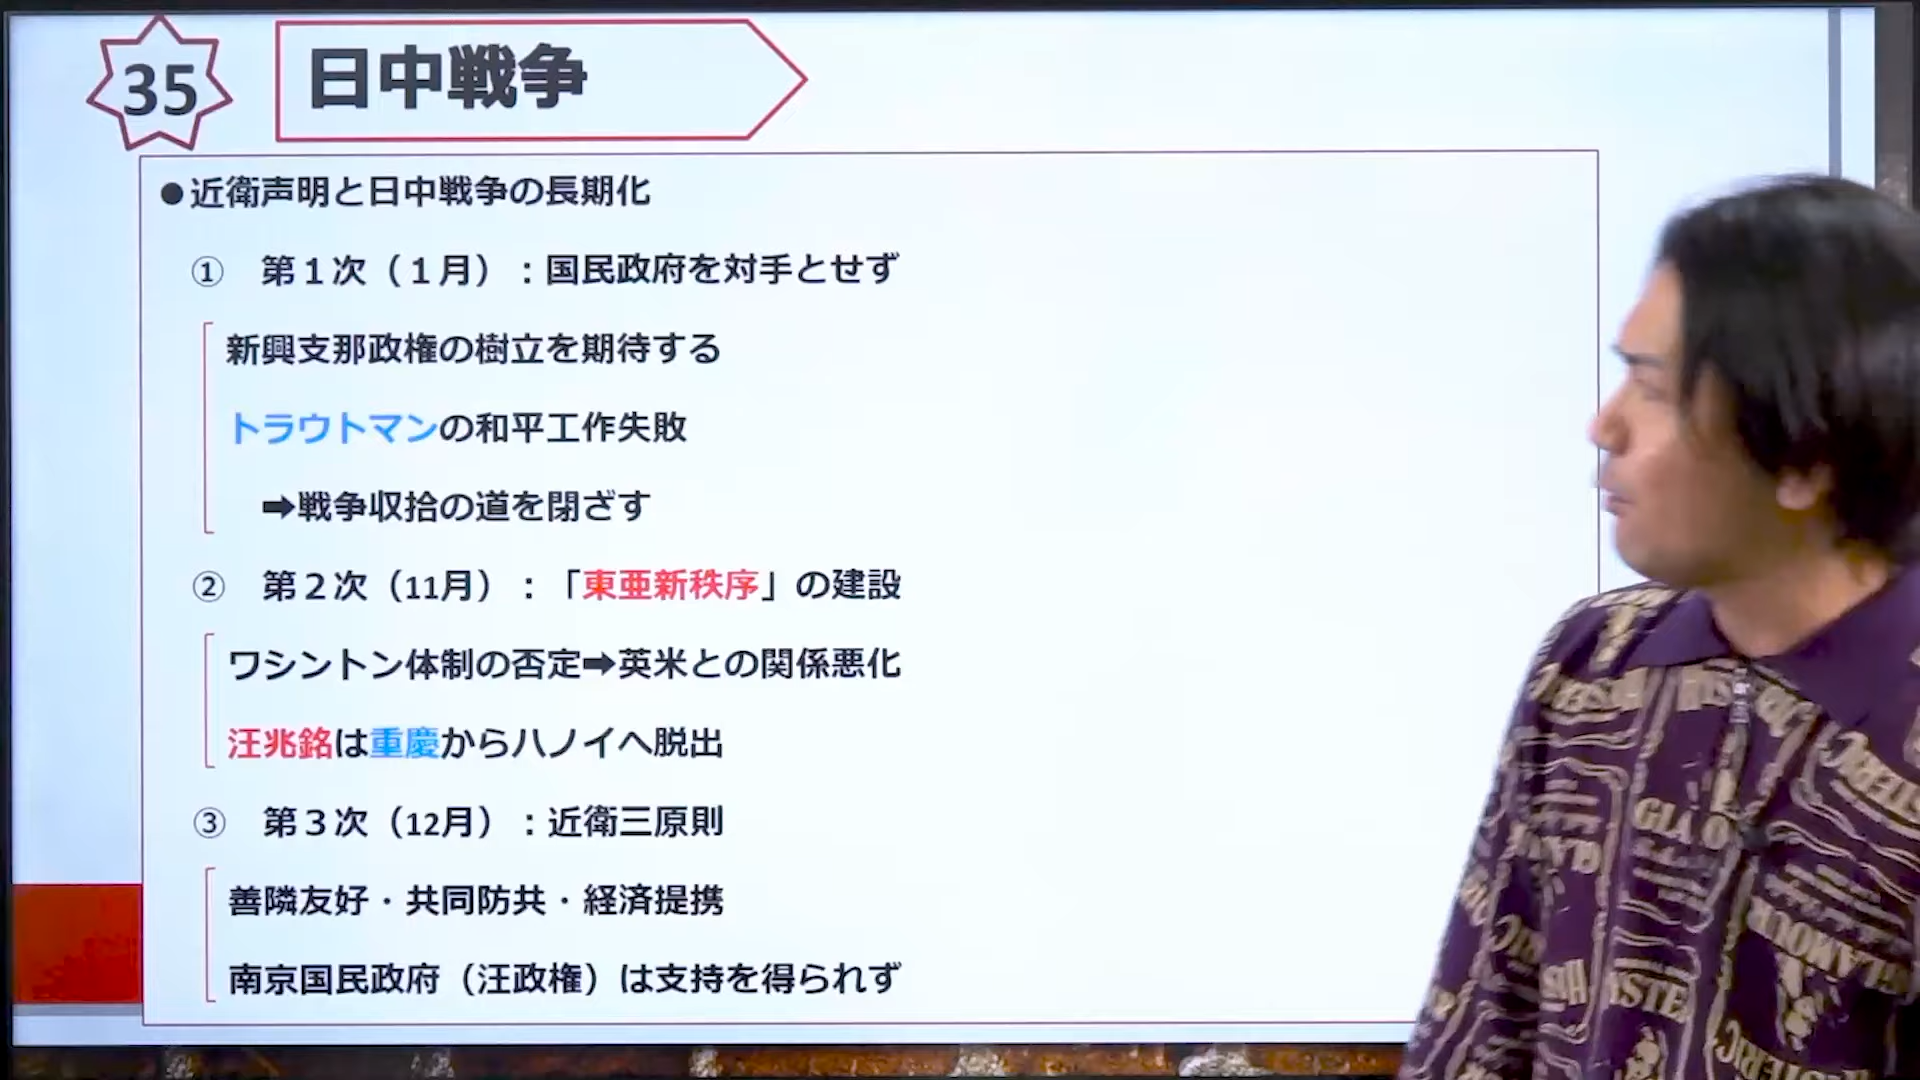 35
日中戦争
●近衛声明と日中戦争の長期化
① 第１次（１月）：国民政府を対手とせず
新興支那政権の樹立を期待する
トラウトマンの和平工作失敗
➡戦争収拾の道を閉ざす
② 第２次（11月）：「東亜新秩序」の建設
ワシントン体制の否定➡英米との関係悪化
汪兆銘は重慶からハノイへ脱出
③ 第３次（12月）：近衛三原則
善隣友好・共同防共・経済提携
南京国民政府（汪政権）は支持を得られず